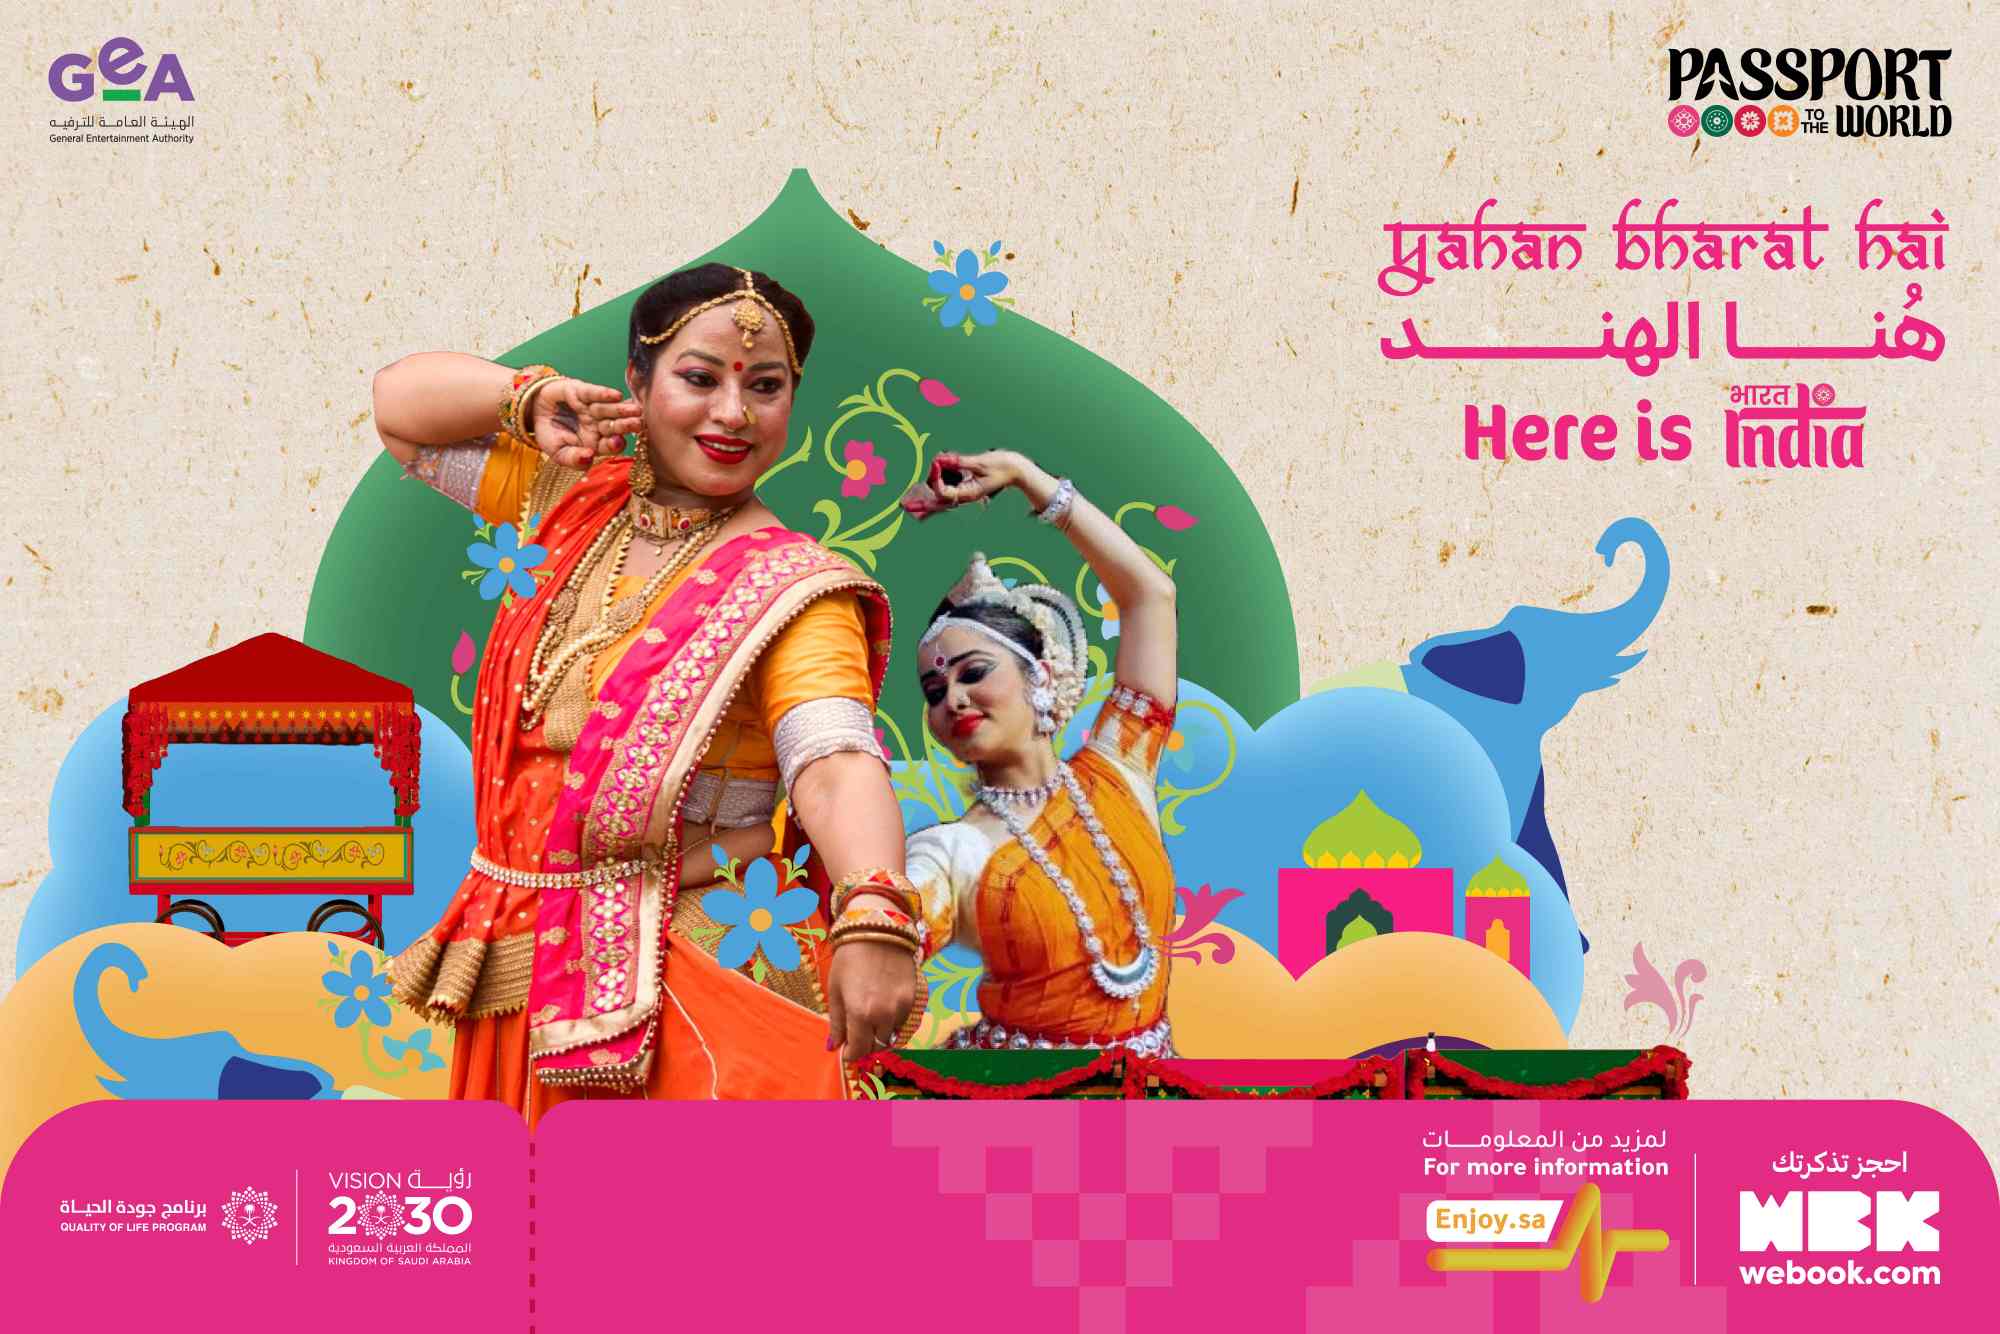 GeA
الهيئة العامة للترفيه
General Entertainment Authority
PASSPORT
TO THE WORLD
yahan bharat hai
هُنا الهند
Here is
भारत
India
برنامج جودة الحياة
QUALITY OF LIFE PROGRAM
VISION رؤية
2030
المملكة العربية السعودية
KINGDOM OF SAUDI ARABIA
لمزيد من المعلومات
For more information
Enjoy.sa
احجز تذكرتك
WBK
webook.com